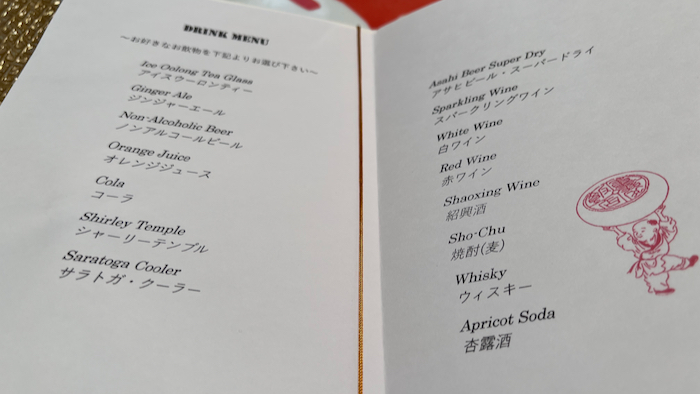 DRINK MENU
～お好きなお飲物を下記よりお選び下さい～
Ice Oolong Tea Glass
アイスウーロンティー
Ginger Ale
ジンジャーエール
Non-Alcoholic Beer
ノンアルコールビール
Orange Juice
オレンジジュース
Cola
コーラ
Shirley Temple
シャーリーテンプル
Saratoga Cooler
サラトガ・クーラー
Asahi Beer Super Dry
アサヒビール・スーパードライ
Sparkling Wine
スパークリングワイン
White Wine
白ワイン
Red Wine
赤ワイン
Shaoxing Wine
紹興酒
Sho-Chu
焼酎(麦)
Whisky
ウィスキー
Apricot Soda
杏露酒